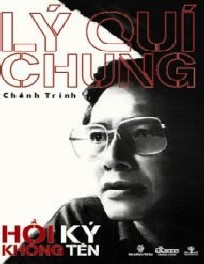 LÝ QUÍ
CHUNG
Chánh Trinh
HỒI KÝ
KHÔNG TÊN